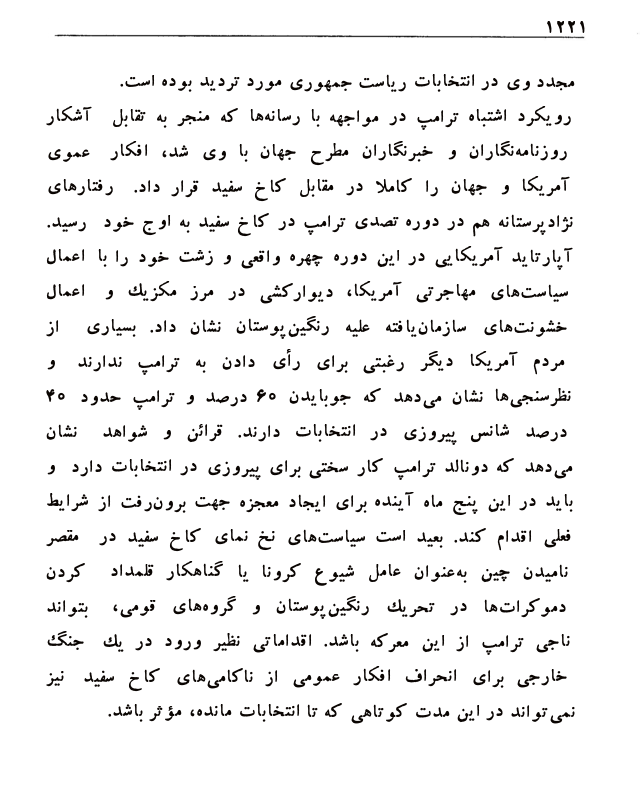 ۱۲۲۱
مجدد وی در انتخابات ریاست جمهوری مورد تردید بوده است.
رویکرد اشتباه ترامپ در مواجهه با رسانه‌ها که منجر به تقابل آشکار
روزنامه‌نگاران و خبرنگاران مطرح جهان با وی شد، افکار عموی
آمریکا و جهان را کاملا در مقابل کاخ سفید قرار داد. رفتارهای
نژادپرستانه هم در دوره تصدی ترامپ در کاخ سفید به اوج خود رسید.
آپارتاید آمریکایی در این دوره چهره واقعی و زشت خود را با اعمال
سیاست‌های مهاجرتی آمریکا، دیوارکشی در مرز مکزیك و اعمال
خشونت‌های سازمان‌یافته علیه رنگین‌پوستان نشان داد. بسیاری از
مردم آمریکا دیگر رغبتی برای رأی دادن به ترامپ ندارند و
نظرسنجی‌ها نشان می‌دهد که جوبایدن ۶۰ درصد و ترامپ حدود ۴۰
درصد شانس پیروزی در انتخابات دارند. قرائن و شواهد نشان
می‌دهد که دونالد ترامپ کار سختی برای پیروزی در انتخابات دارد و
باید در این پنج ماه آینده برای ایجاد معجزه جهت برون‌رفت از شرایط
فعلی اقدام کند. بعید است سیاست‌های نخ نمای کاخ سفید در مقصر
نامیدن چین به‌عنوان عامل شیوع کرونا یا گناهکار قلمداد کردن
دموکرات‌ها در تحریك رنگین‌پوستان و گروه‌های قومی، بتواند
ناجی ترامپ از این معرکه باشد. اقداماتی نظیر ورود در یك جنگ
خارجی برای انحراف افکار عمومی از ناکامی‌های کاخ سفید نیز
نمی‌تواند در این مدت کوتاهی که تا انتخابات مانده، مؤثر باشد.